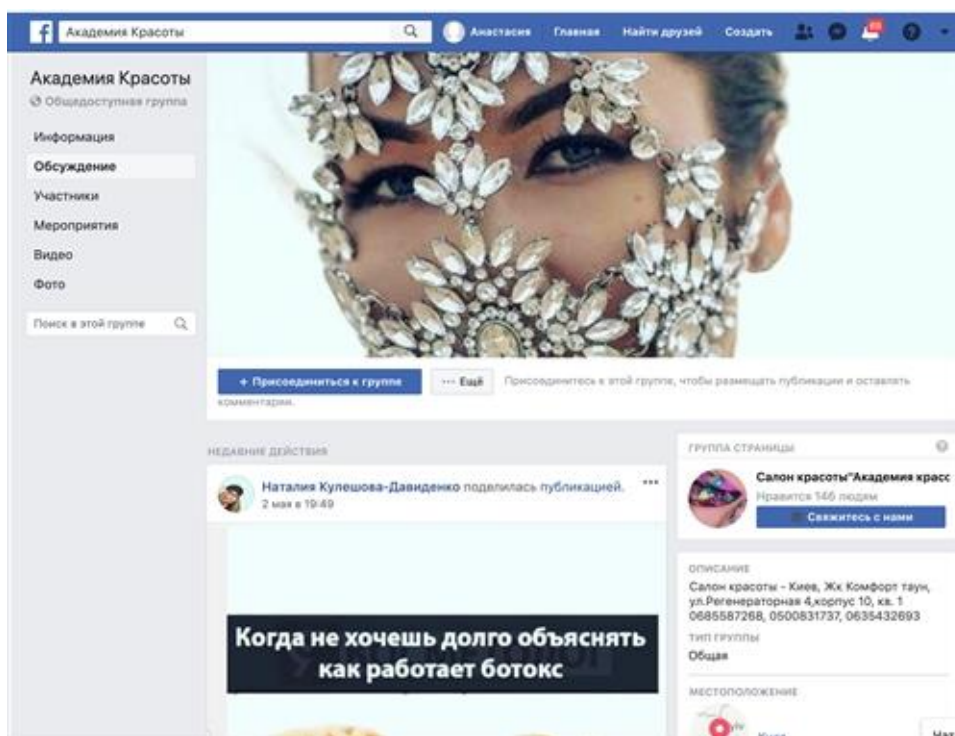 Академия Красоты
Анастасия Главная Найти друзей Создать
Академия Красоты
Общедоступная группа
Информация
Обсуждение
Участники
Мероприятия
Видео
Фото
Поиск в этой группе
+ Присоединиться к группе
··· Ещё
Присоединитесь к этой группе, чтобы размещать публикации и оставлять
комментарии.
НЕДАВНИЕ ДЕЙСТВИЯ
Наталия Кулешова-Давиденко поделилась публикацией.
2 мая в 19:49
Когда не хочешь долго объяснять
как работает ботокс
ГРУППА СТРАНИЦЫ
Салон красоты"Академия красс
Нравится 146 людям
Свяжитесь с нами
ОПИСАНИЕ
Салон красоты - Киев, Жк Комфорт таун,
ул.Регенераторная 4,корпус 10, кв. 1
0685587268, 0500831737, 0635432693
ТИП ГРУППЫ
Общая
МЕСТОПОЛОЖЕНИЕ